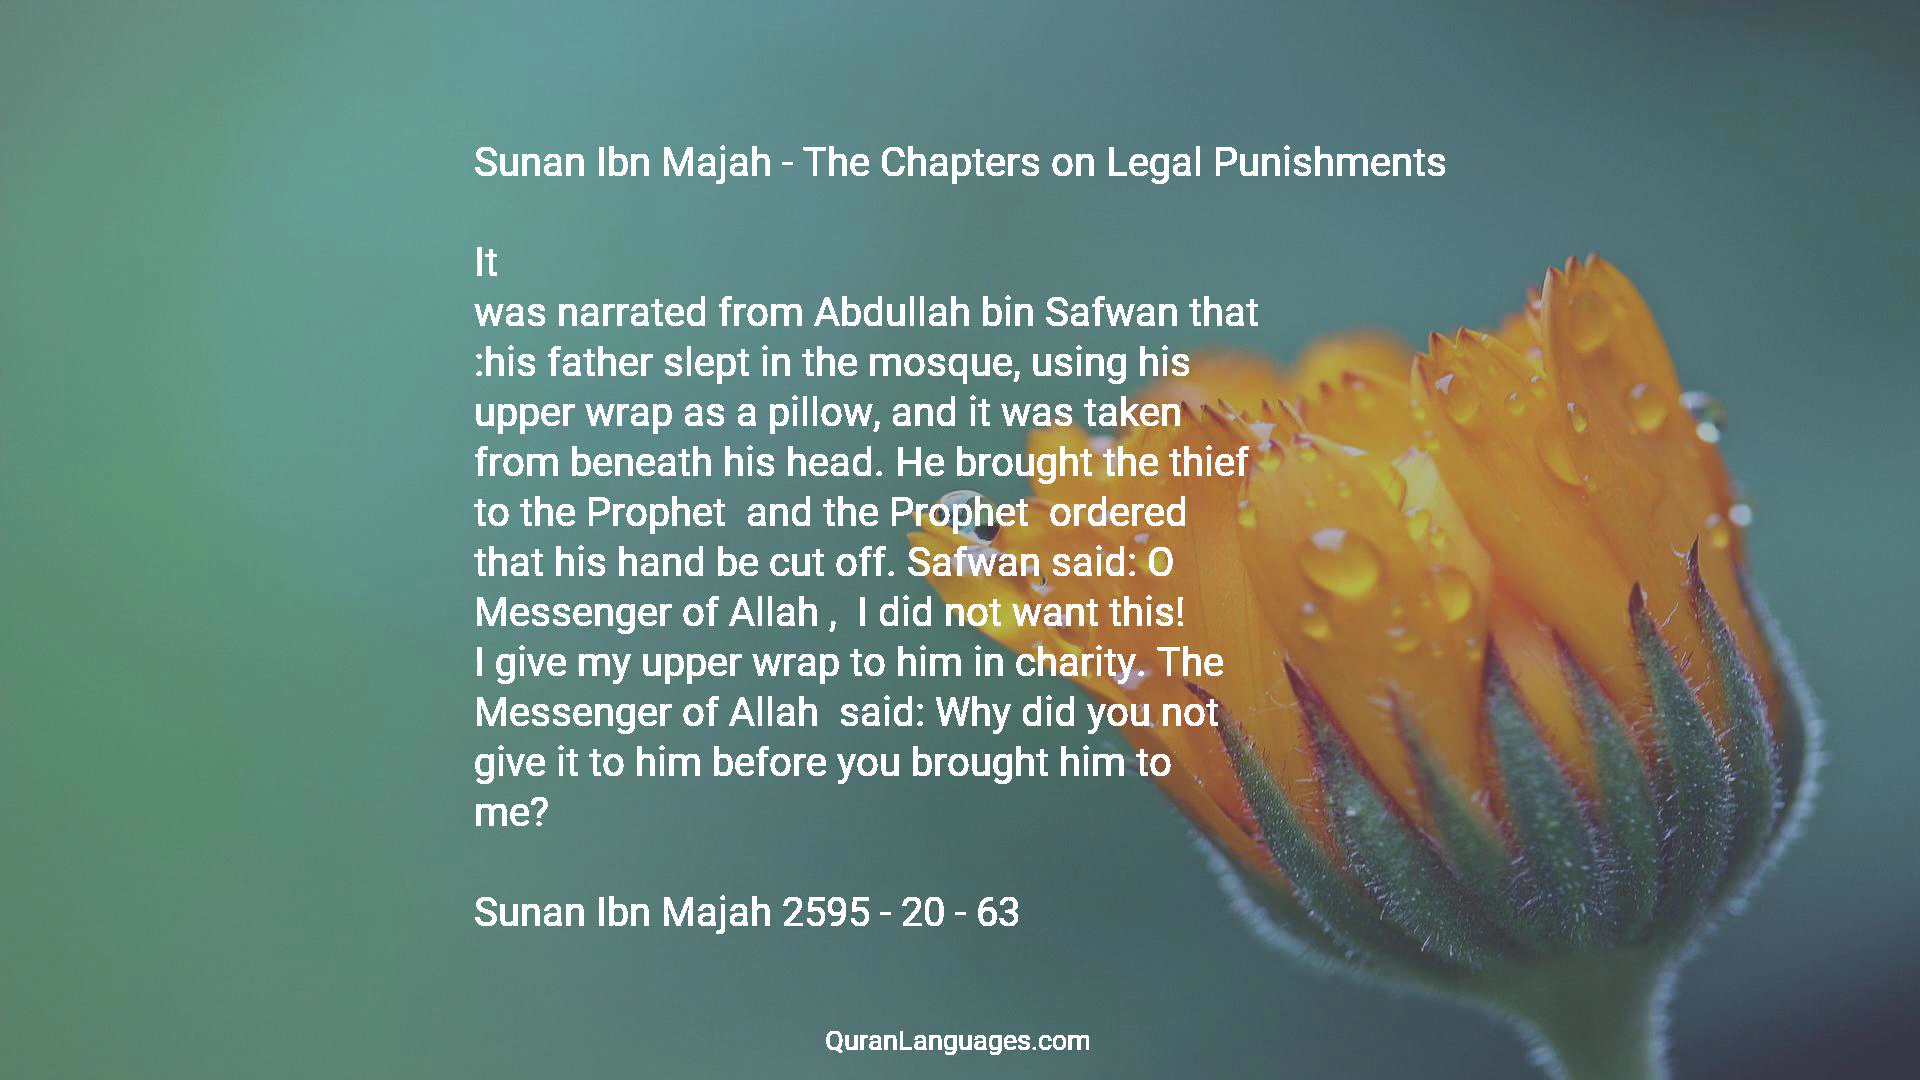 Sunan Ibn Majah - The Chapters on Legal Punishments
It
was narrated from Abdullah bin Safwan that
:his father slept in the mosque, using his
upper wrap as a pillow, and it was taken
from beneath his head. He brought the thief
to the Prophet  and the Prophet  ordered
that his hand be cut off. Safwan said: O
Messenger of Allah ,  I did not want this!
I give my upper wrap to him in charity. The
Messenger of Allah  said: Why did you not
give it to him before you brought him to
me?
Sunan Ibn Majah 2595 - 20 - 63
QuranLanguages.com